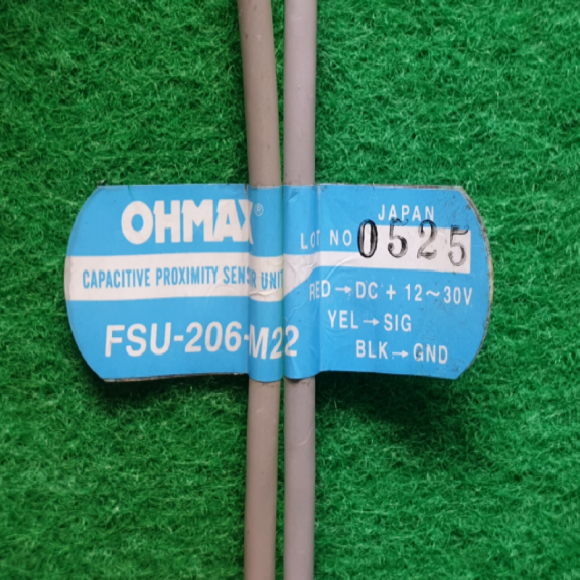 OHMAX®
CAPACITIVE PROXIMITY SENSOR UNIT
FSU-206-M22
JAPAN
LOT NO 0525
RED→DC + 12~30V
YEL→SIG
BLK→GND